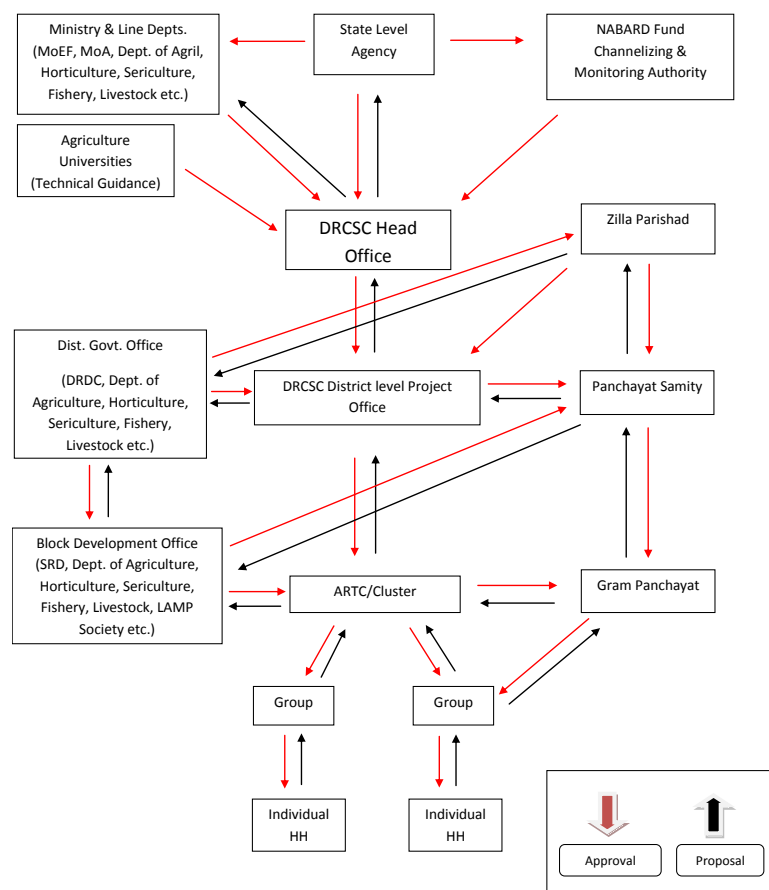 Ministry & Line Depts.
(MoEF, MoA, Dept. of Agril,
Horticulture, Sericulture,
Fishery, Livestock etc.)
State Level
Agency
NABARD Fund
Channelizing &
Monitoring Authority
Agriculture
Universities
(Technical Guidance)
DRCSC Head
Office
Zilla Parishad
Dist. Govt. Office
(DRDC, Dept. of
Agriculture, Horticulture,
Sericulture, Fishery,
Livestock etc.)
DRCSC District level Project
Office
Panchayat Samity
Block Development Office
(SRD, Dept. of Agriculture,
Horticulture, Sericulture,
Fishery, Livestock, LAMP
Society etc.)
ARTC/Cluster
Gram Panchayat
Group
Group
Individual
HH
Individual
HH
Approval
Proposal